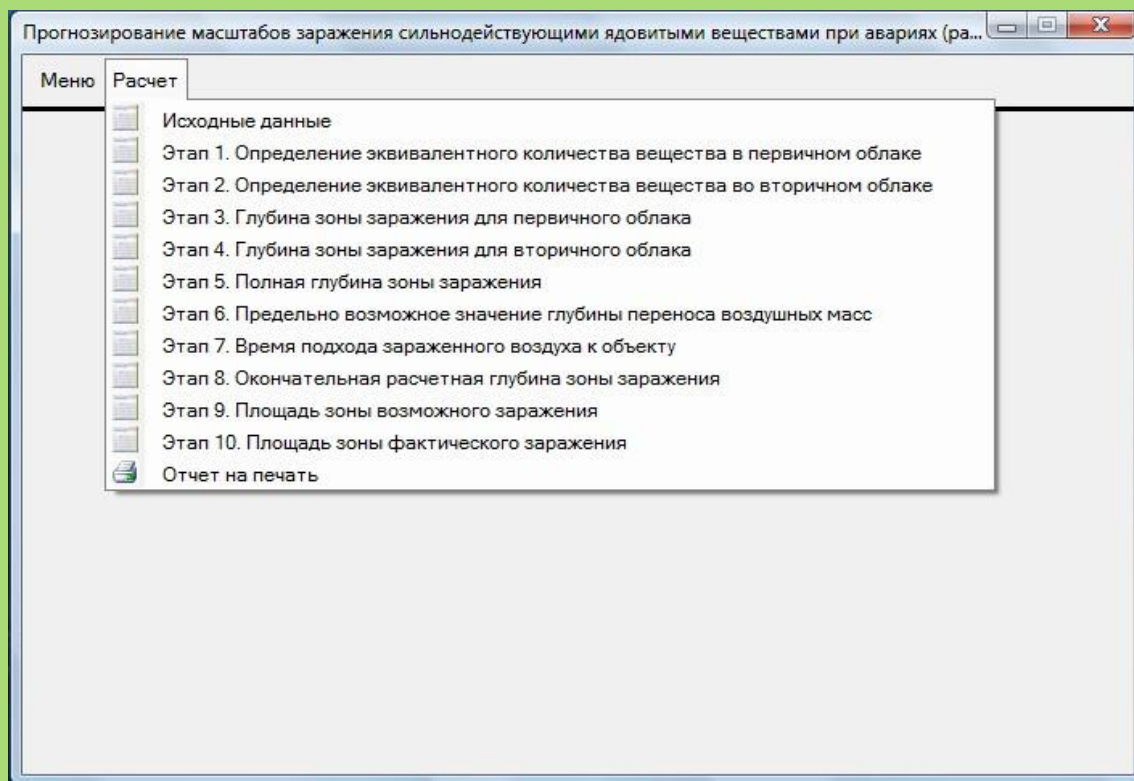 Прогнозирование масштабов заражения сильнодействующими ядовитыми веществами при авариях (ра...
Меню Расчет
Исходные данные
Этап 1. Определение эквивалентного количества вещества в первичном облаке
Этап 2. Определение эквивалентного количества вещества во вторичном облаке
Этап 3. Глубина зоны заражения для первичного облака
Этап 4. Глубина зоны заражения для вторичного облака
Этап 5. Полная глубина зоны заражения
Этап 6. Предельно возможное значение глубины переноса воздушных масс
Этап 7. Время подхода зараженного воздуха к объекту
Этап 8. Окончательная расчетная глубина зоны заражения
Этап 9. Площадь зоны возможного заражения
Этап 10. Площадь зоны фактического заражения
Отчет на печать